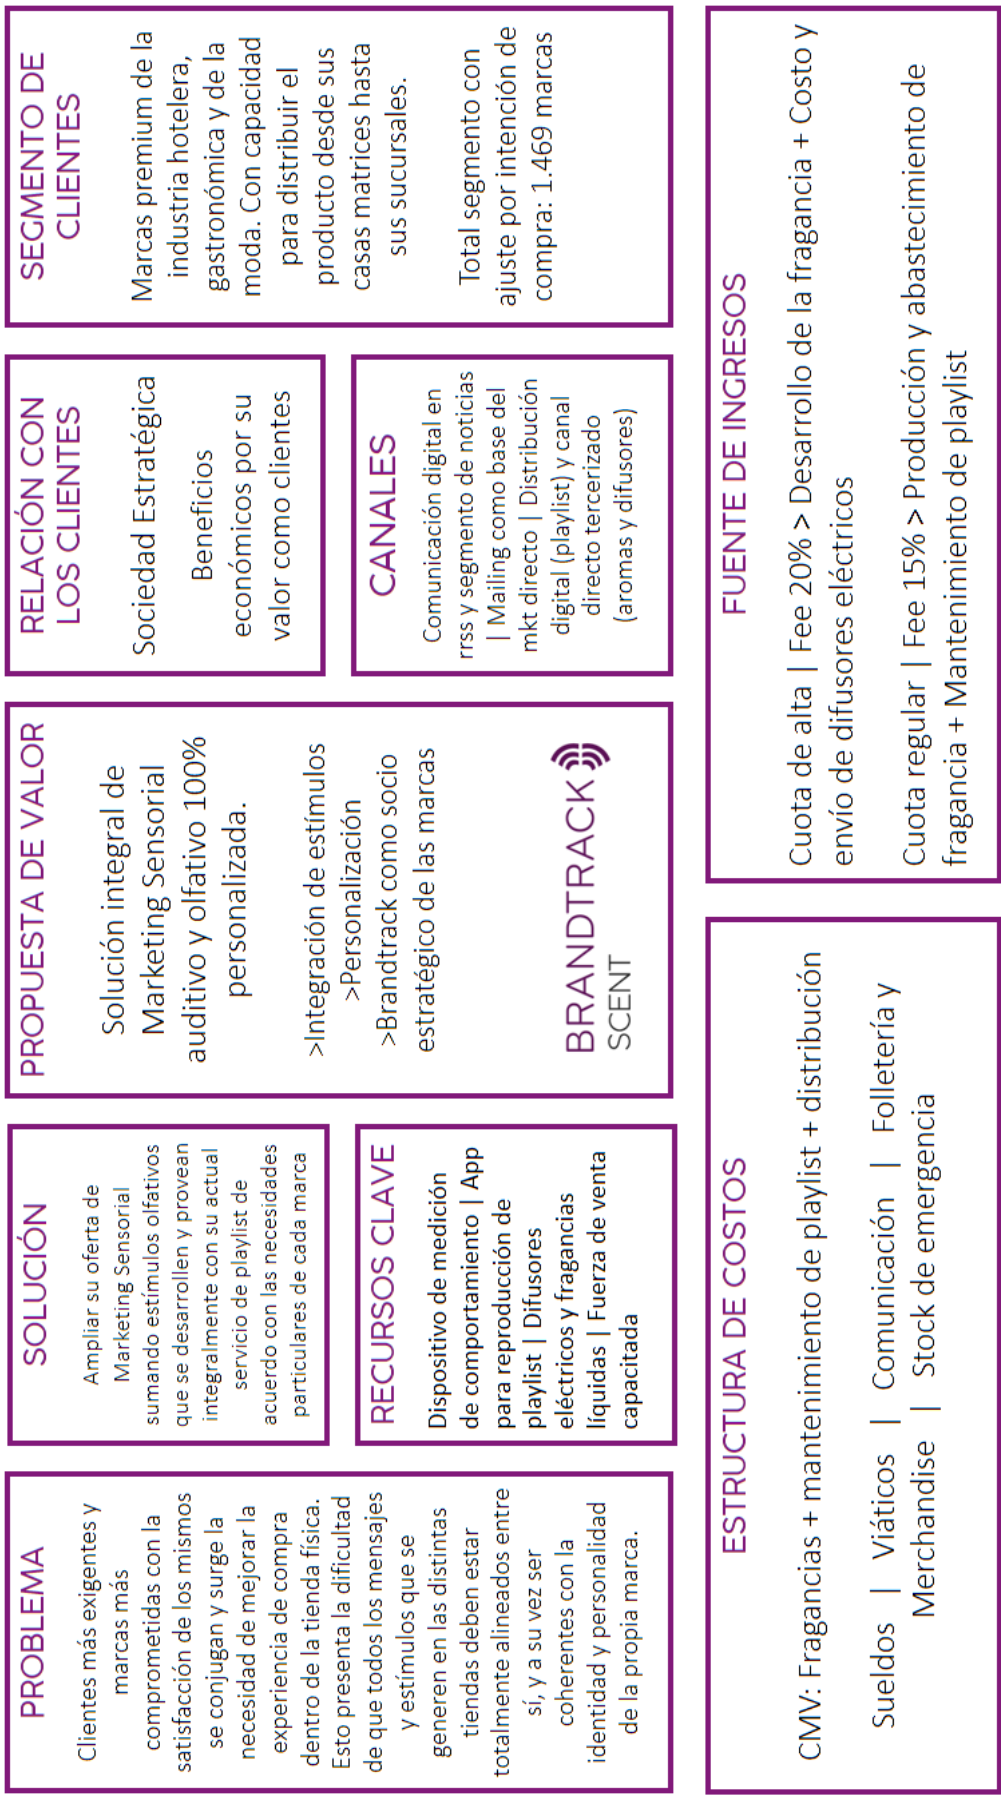 PROBLEMA
Clientes más exigentes y
marcas más
comprometidas con la
satisfacción de los mismos
se conjugan y surge la
necesidad de mejorar la
experiencia de compra
dentro de la tienda física.
Esto presenta la dificultad
de que todos los mensajes
y estímulos que se
generen en las distintas
tiendas deben estar
totalmente alineados entre
sí, y a su vez ser
coherentes con la
identidad y personalidad
de la propia marca.
SOLUCIÓN
Ampliar su oferta de
Marketing Sensorial
sumando estímulos olfativos
que se desarrollen y provean
integralmente con su actual
servicio de playlist de
acuerdo con las necesidades
particulares de cada marca
RECURSOS CLAVE
Dispositivo de medición
de comportamiento | App
para reproducción de
playlist | Difusores
eléctricos y fragancias
líquidas | Fuerza de venta
capacitada
PROPUESTA DE VALOR
Solución integral de
Marketing Sensorial
auditivo y olfativo 100%
personalizada.
>Integración de estímulos
>Personalización
>Brandtrack como socio
estratégico de las marcas
BRANDTRACK
SCENT
RELACIÓN CON
LOS CLIENTES
Sociedad Estratégica
Beneficios
económicos por su
valor como clientes
CANALES
Comunicación digital en
rrss y segmento de noticias
| Mailing como base del
mkt directo | Distribución
digital (playlist) y canal
directo tercerizado
(aromas y difusores)
SEGMENTO DE
CLIENTES
Marcas premium de la
industria hotelera,
gastronómica y de la
moda. Con capacidad
para distribuir el
producto desde sus
casas matrices hasta
sus sucursales.
Total segmento con
ajuste por intención de
compra: 1.469 marcas
ESTRUCTURA DE COSTOS
CMV: Fragancias + mantenimiento de playlist + distribución
Sueldos | Viáticos | Comunicación | Folletería y
Merchandise | Stock de emergencia
FUENTE DE INGRESOS
Cuota de alta | Fee 20% > Desarrollo de la fragancia + Costo y
envío de difusores eléctricos
Cuota regular | Fee 15% > Producción y abastecimiento de
fragancia + Mantenimiento de playlist